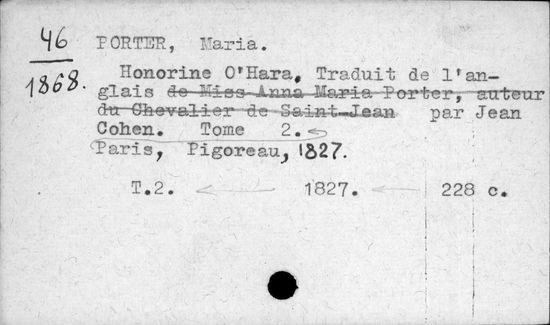 46 PORTER, Maria.
1868. Honorine O'Hara. Traduit de l'an-
glais de Miss Anna Maria Porter, auteur
du Chevalier de Saint-Jean par Jean
Cohen. Tome 2.
Paris, Pigoreau, 1827.
T.2. 1827. 228 c.